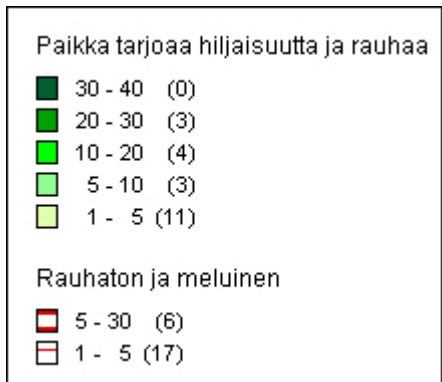 Paikka tarjoaa hiljaisuutta ja rauhaa
30 - 40 (0)
20 - 30 (3)
10 - 20 (4)
5 - 10 (3)
1 - 5 (11)
Rauhaton ja meluinen
5 - 30 (6)
1 - 5 (17)